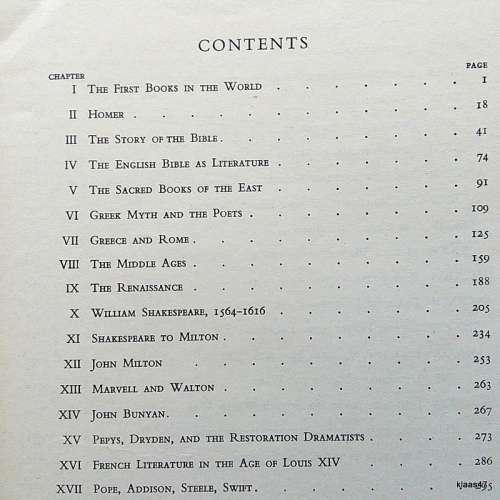 CONTENTS
CHAPTER PAGE
I The First Books in the World . . . . . . 1
II Homer . . . . . . . . . 18
III The Story of the Bible . . . . . . . 41
IV The English Bible as Literature . . . . . . 74
V The Sacred Books of the East . . . . . . 91
VI Greek Myth and the Poets . . . . . . . 109
VII Greece and Rome . . . . . . . . 125
VIII The Middle Ages . . . . . . . . 159
IX The Renaissance . . . . . . . . 188
X William Shakespeare, 1564–1616 . . . . . . 205
XI Shakespeare to Milton . . . . . . . 234
XII John Milton . . . . . . . . 253
XIII Marvell and Walton . . . . . . . 263
XIV John Bunyan . . . . . . . . 267
XV Pepys, Dryden, and the Restoration Dramatists . . . . 273
XVI French Literature in the Age of Louis XIV . . . . 286
XVII Pope, Addison, Steele, Swift . . . . . .
kjaas47